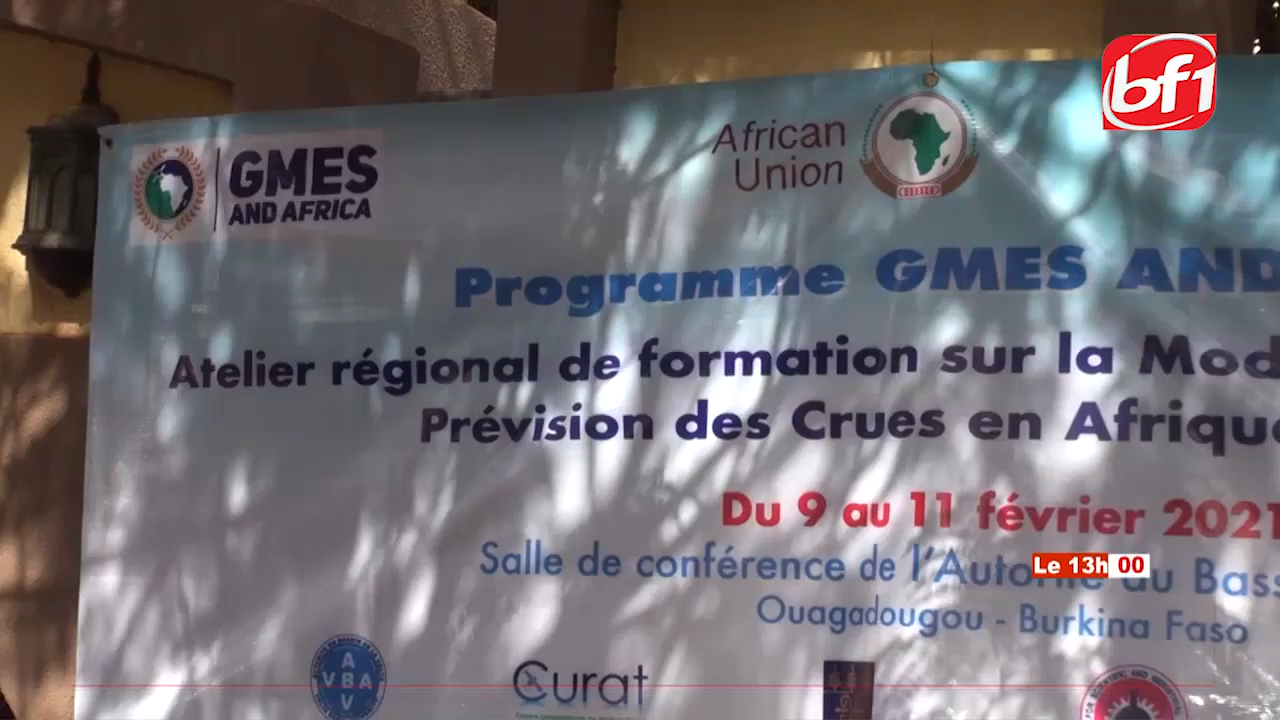 bf1
GMES
AND AFRICA
African
Union
Programme GMES AND
Atelier régional de formation sur la Mod
Prévision des Crues en Afrique
Du 9 au 11 février 2021
Salle de conférence de l'Auto
du Bass
Le 13h 00
Ouagadougou - Burkina Faso
A
VBA
V
Curat